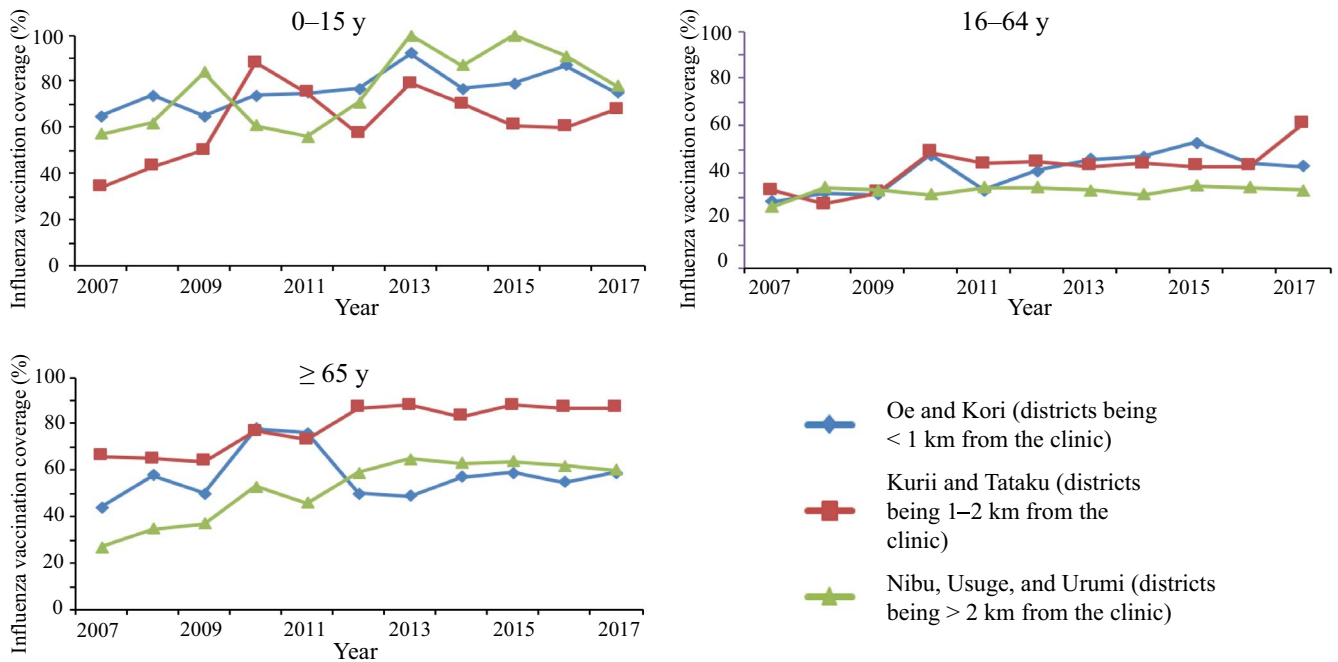 0–15 y
Influenza vaccination coverage (%)
100
80
60
40
20
0
2007 2009 2011 2013 2015 2017
Year
16–64 y
Influenza vaccination coverage (%)
100
80
60
40
20
0
2007 2009 2011 2013 2015 2017
Year
≥ 65 y
Influenza vaccination coverage (%)
100
80
60
40
20
0
2007 2009 2011 2013 2015 2017
Year
Oe and Kori (districts being
< 1 km from the clinic)
Kurii and Tataku (districts
being 1–2 km from the
clinic)
Nibu, Usuge, and Urumi (districts
being > 2 km from the clinic)